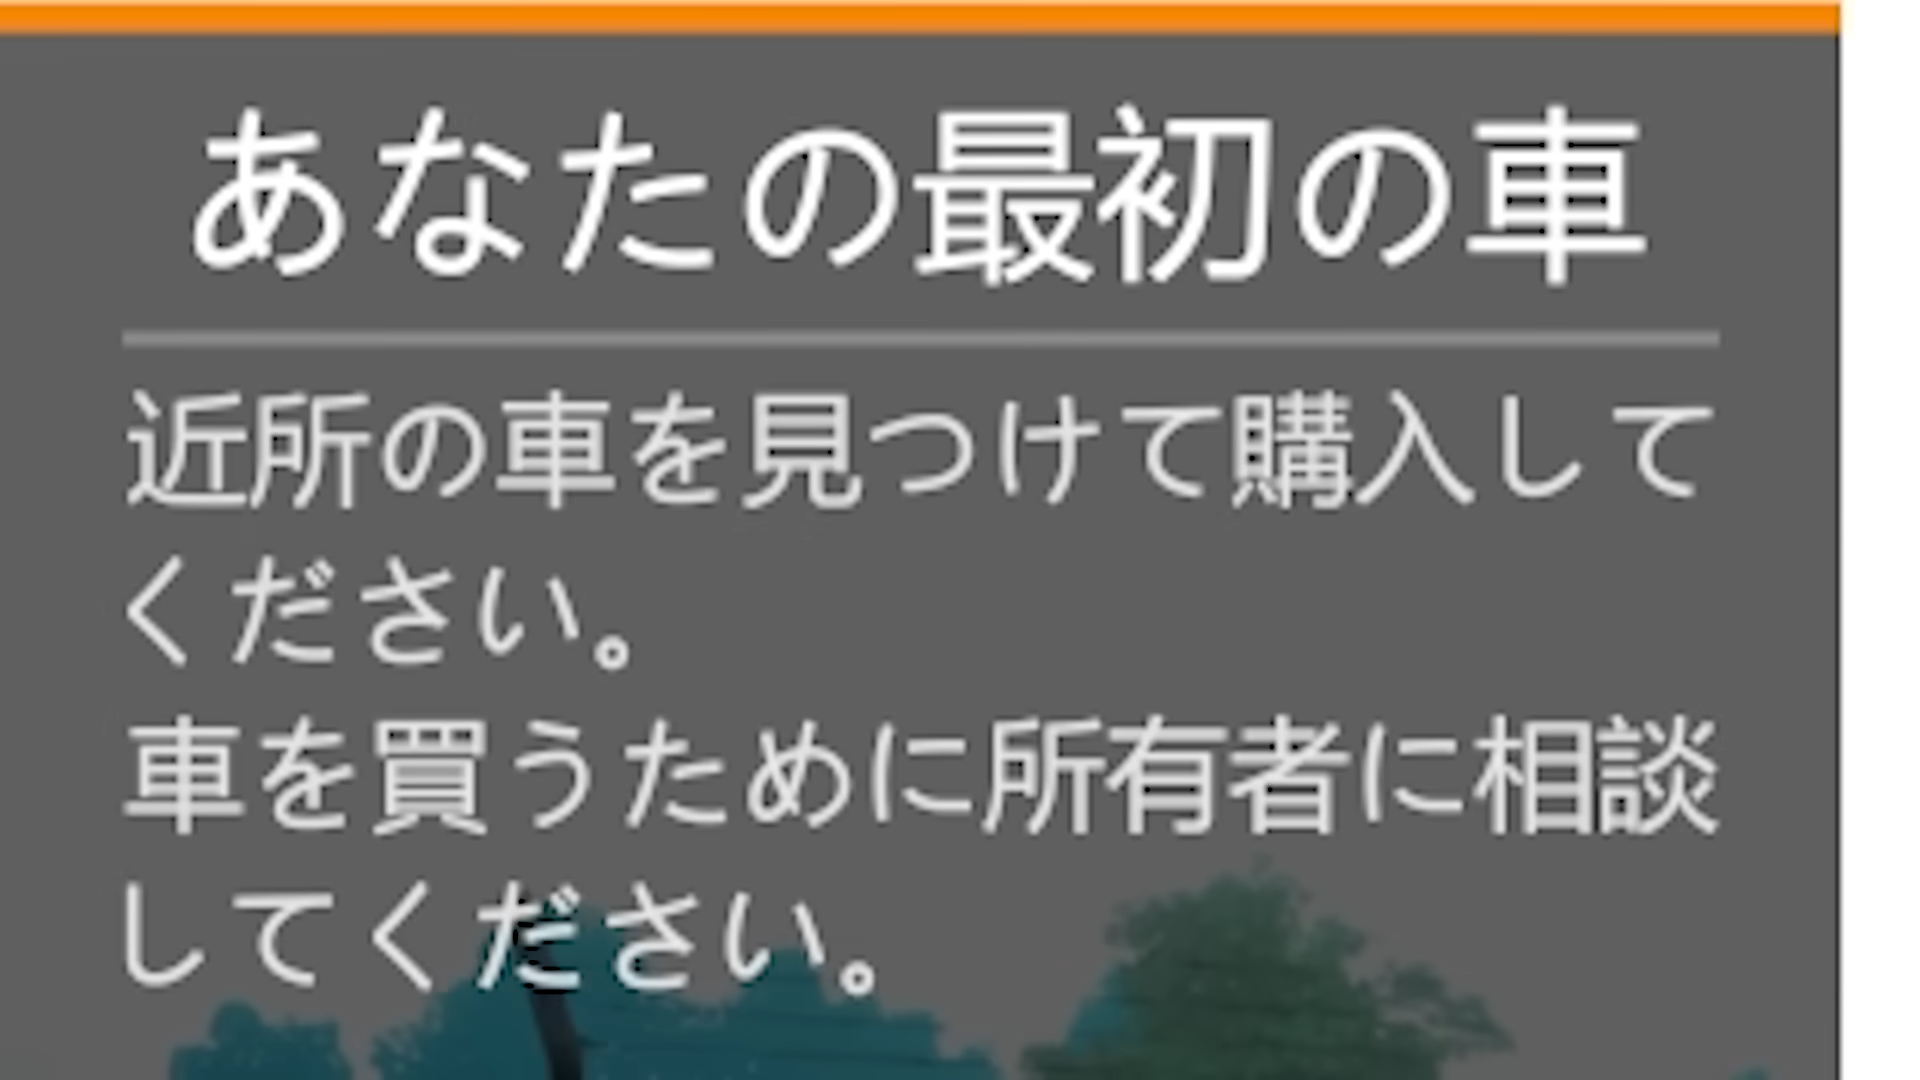 あなたの最初の車
近所の車を見つけて購入して
ください。
車を買うために所有者に相談
してください。